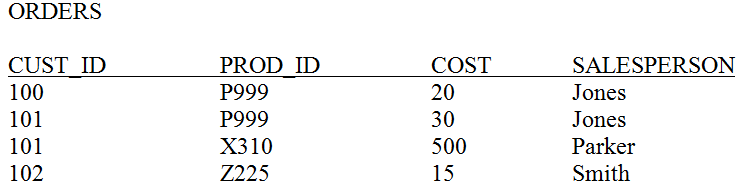 ORDERS
CUST_ID PROD_ID COST SALESPERSON
100 P999 20 Jones
101 P999 30 Jones
101 X310 500 Parker
102 Z225 15 Smith